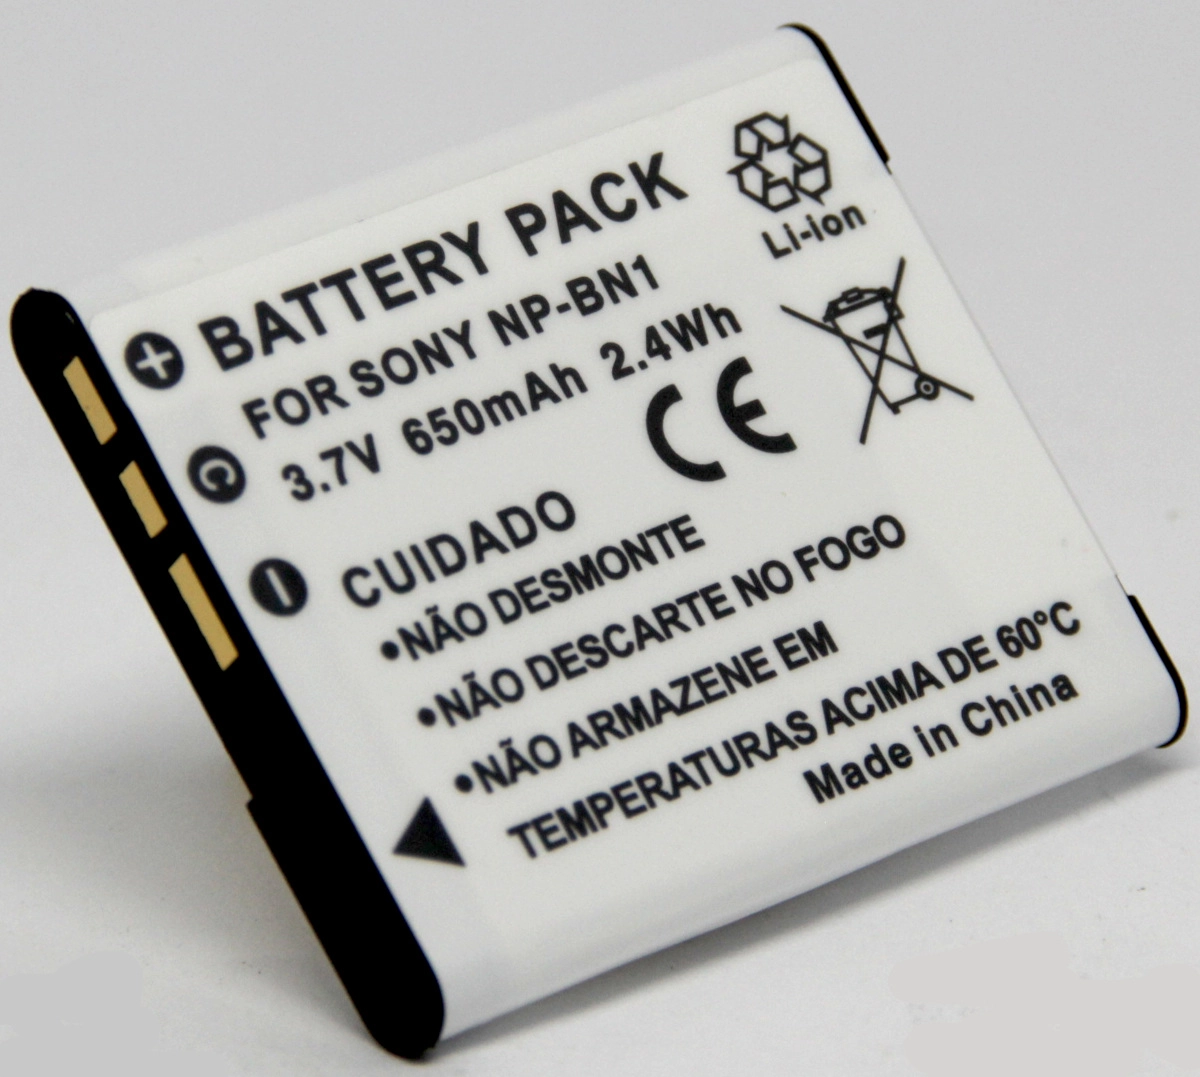 BATTERY PACK
FOR SONY NP-BN1
3.7V 650mAh 2.4Wh
Li-ion
CE
CUIDADO
•NÃO DESMONTE
•NÃO DESCARTE NO FOGO
•NÃO ARMAZENE EM
TEMPERATURAS ACIMA DE 60°C
Made in China